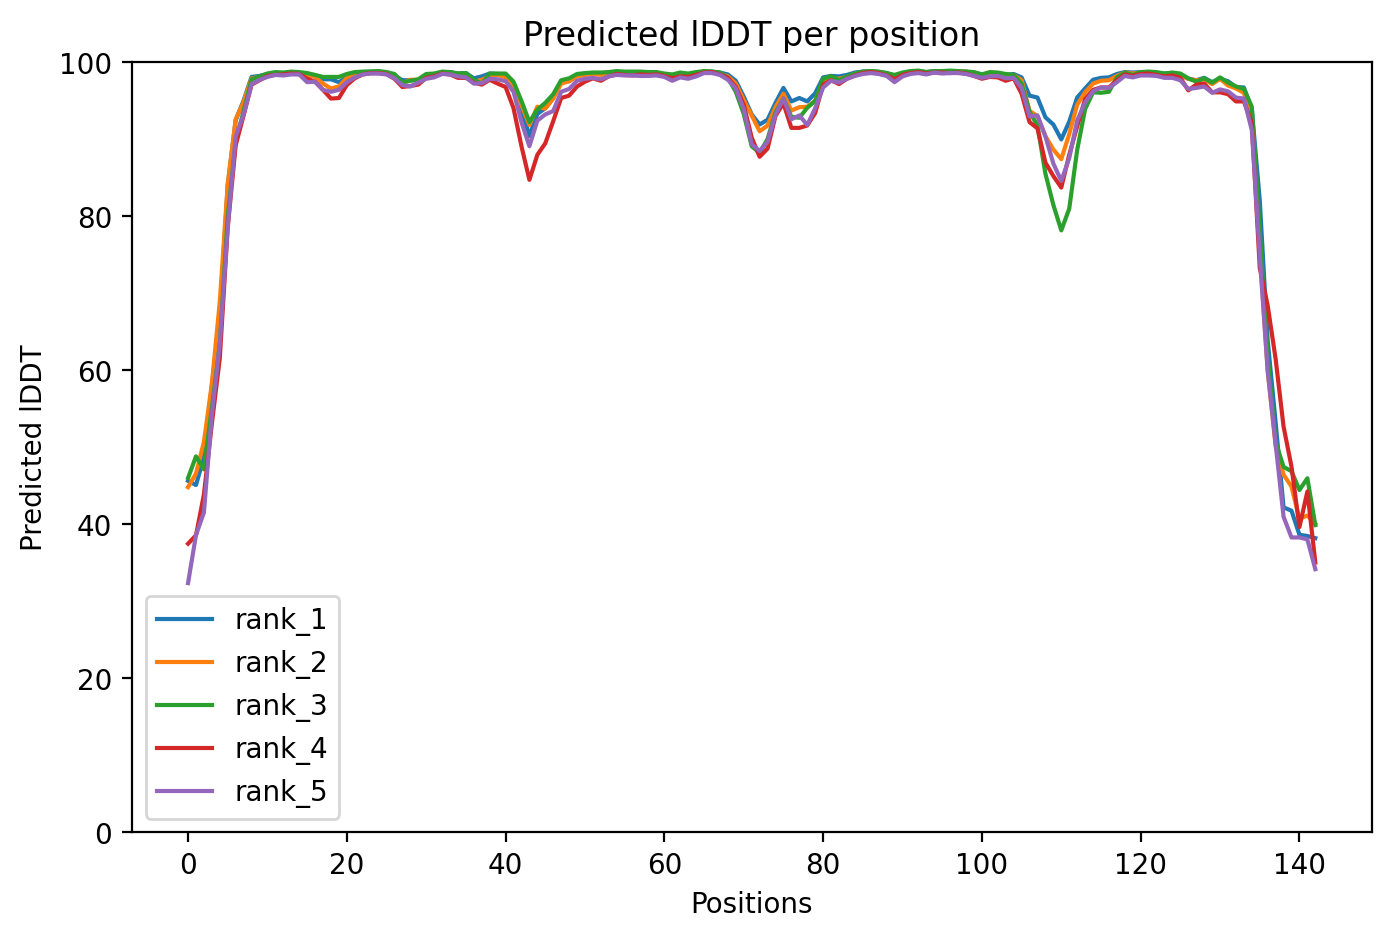 Predicted lDDT per position
Predicted lDDT
100
80
60
40
20
0
rank_1
rank_2
rank_3
rank_4
rank_5
0 20 40 60 80 100 120 140
Positions